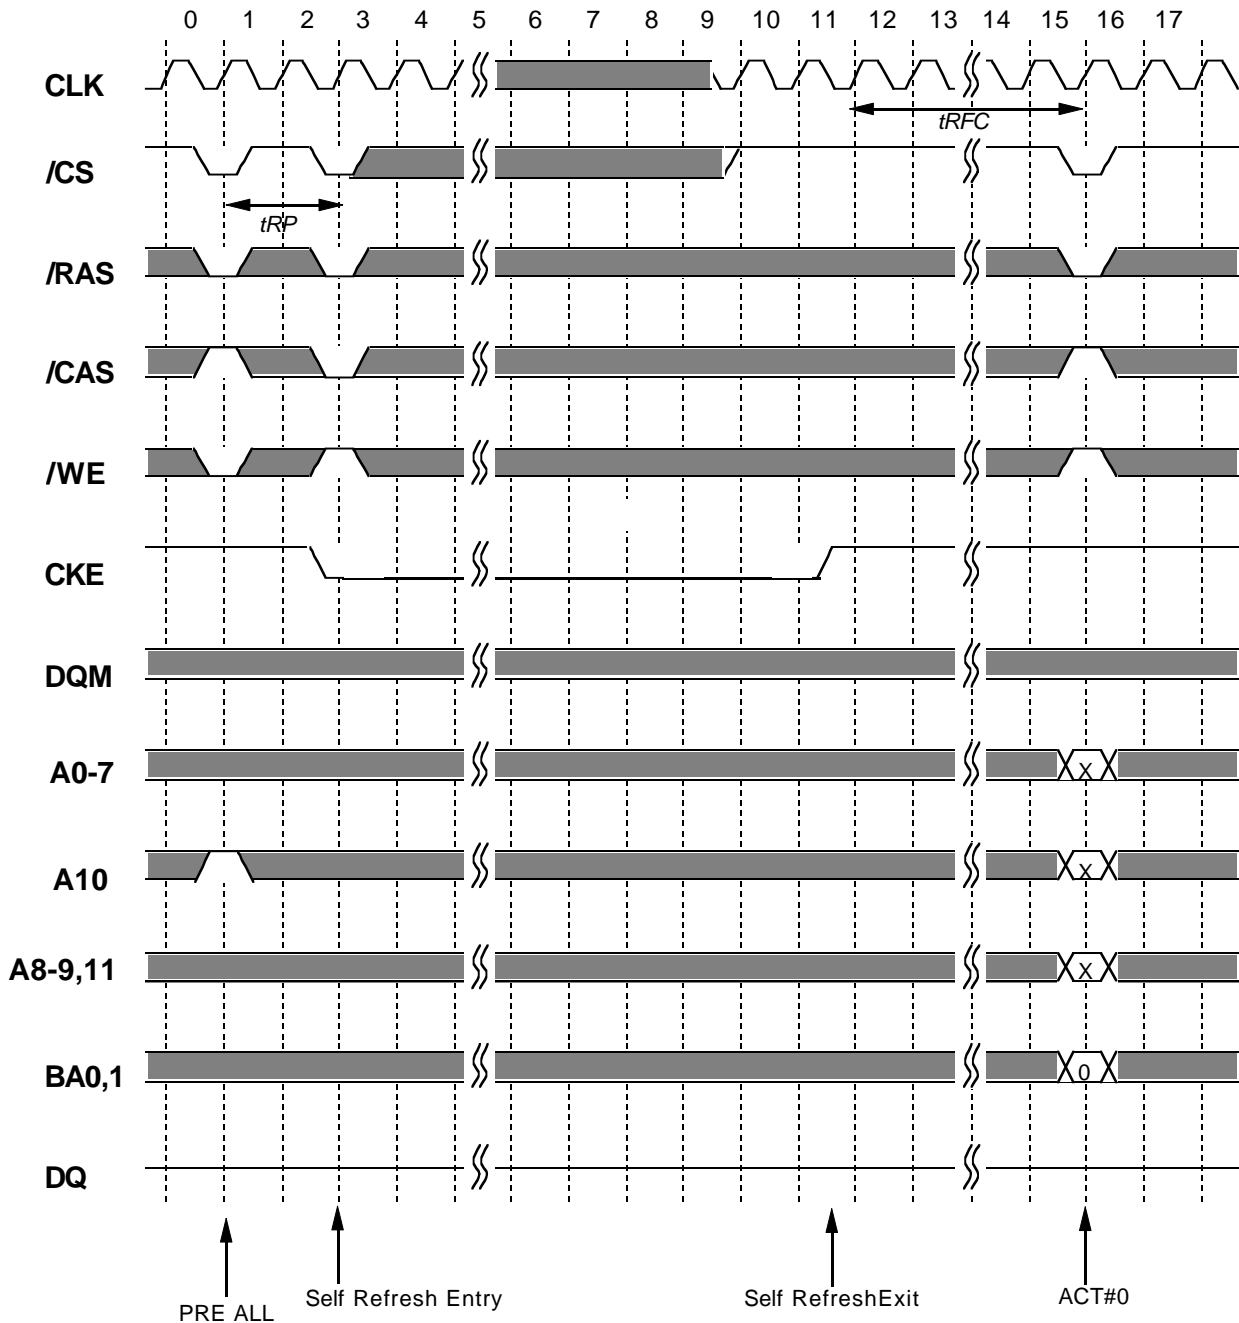 0 1 2 3 4 5 6 7 8 9 10 11 12 13 14 15 16 17
CLK
tRFC
/CS
tRP
/RAS
/CAS
/WE
CKE
DQM
A0-7
X
A10
X
A8-9,11
X
BA0,1
0
DQ
PRE ALL
Self Refresh Entry
Self RefreshExit
ACT#0